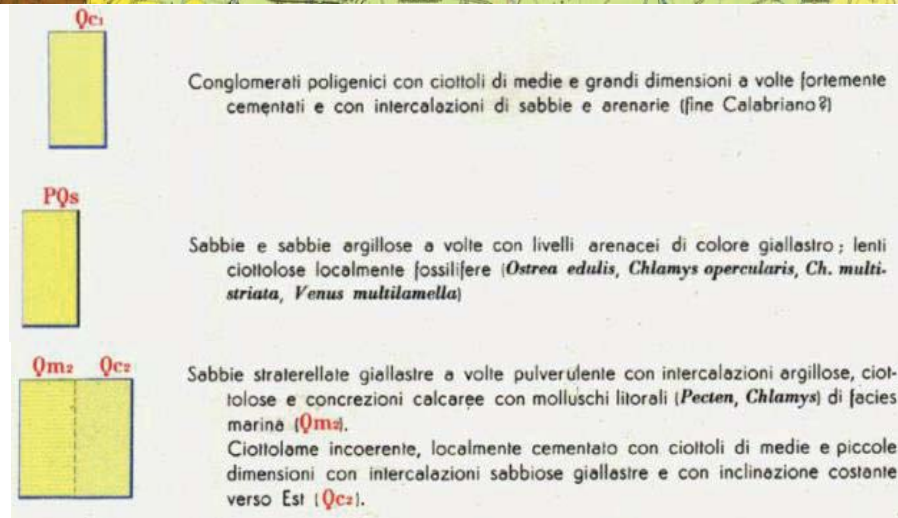 Qc1
Conglomerati poligenici con ciottoli di medie e grandi dimensioni a volte fortemente
cementati e con intercalazioni di sabbie e arenarie (fine Calabriano?)
PQs
Sabbie e sabbie argillose a volte con livelli arenacei di colore giallastro; lenti
ciottolose localmente fossilifere (Ostrea edulis, Chlamys opercularis, Ch. multi-
striata, Venus multilamella)
Qm2 Qc2
Sabbie straterellate giallastre a volte pulverulente con intercalazioni argillose, ciot-
tolose e concrezioni calcaree con molluschi litorali (Pecten, Chlamys) di facies
marina (Qm2).
Ciottolame incoerente, localmente cementato con ciottoli di medie e piccole
dimensioni con intercalazioni sabbiose giallastre e con inclinazione costante
verso Est (Qc2).